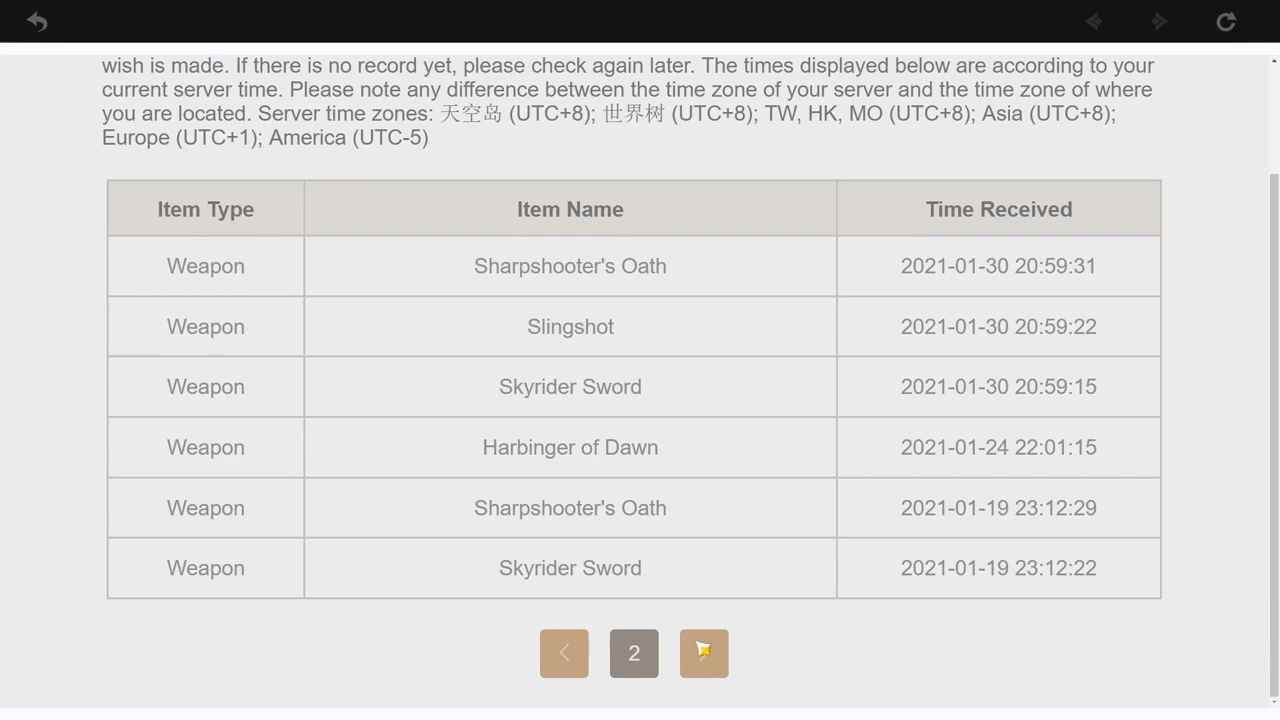 wish is made. If there is no record yet, please check again later. The times displayed below are according to your
current server time. Please note any difference between the time zone of your server and the time zone of where
you are located. Server time zones: 天空岛 (UTC+8); 世界树 (UTC+8); TW, HK, MO (UTC+8); Asia (UTC+8);
Europe (UTC+1); America (UTC-5)
Item Type Item Name Time Received
Weapon Sharpshooter's Oath 2021-01-30 20:59:31
Weapon Slingshot 2021-01-30 20:59:22
Weapon Skyrider Sword 2021-01-30 20:59:15
Weapon Harbinger of Dawn 2021-01-24 22:01:15
Weapon Sharpshooter's Oath 2021-01-19 23:12:29
Weapon Skyrider Sword 2021-01-19 23:12:22
2